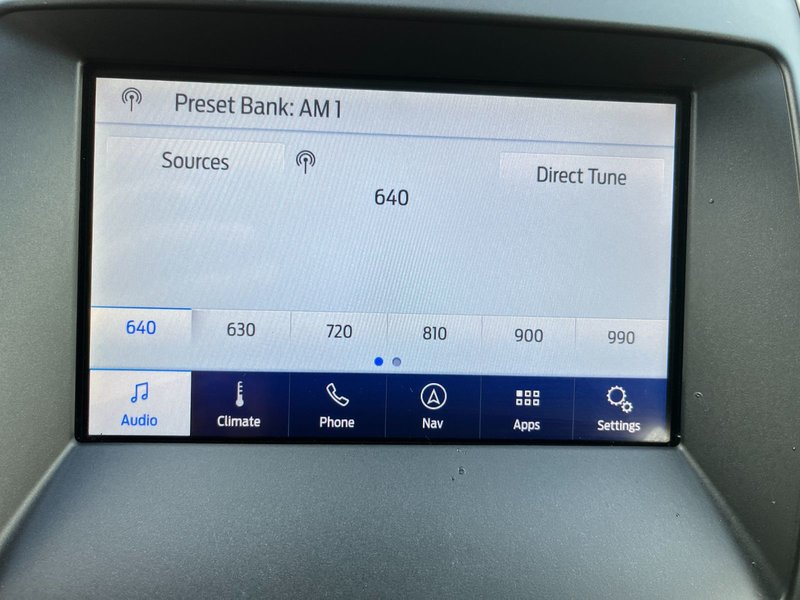 Preset Bank: AM 1
Sources
Direct Tune
640
640 630 720 810 900 990
Audio Climate Phone Nav Apps Settings